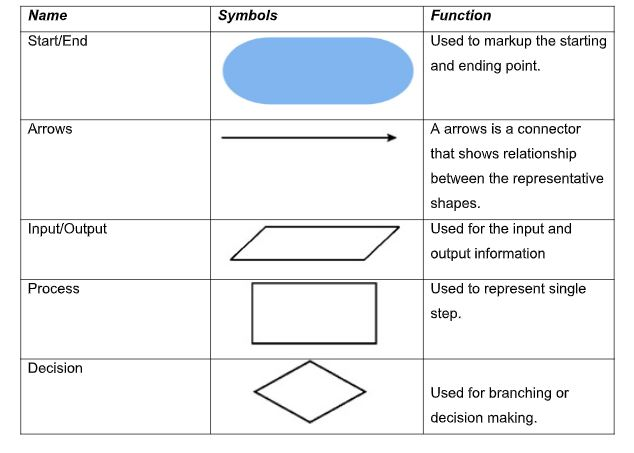 Name Symbols Function
Start/End
Used to markup the starting
and ending point.
Arrows
A arrows is a connector
that shows relationship
between the representative
shapes.
Input/Output
Used for the input and
output information
Process
Used to represent single
step.
Decision
Used for branching or
decision making.